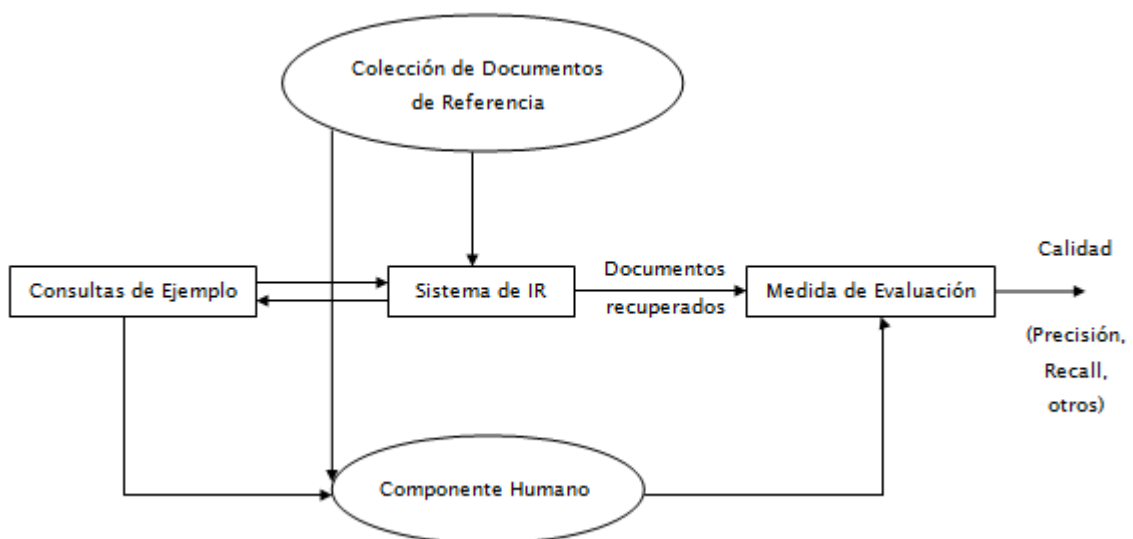 Colección de Documentos
de Referencia
Consultas de Ejemplo
Sistema de IR
Documentos
recuperados
Medida de Evaluación
Calidad
(Precisión,
Recall,
otros)
Componente Humano